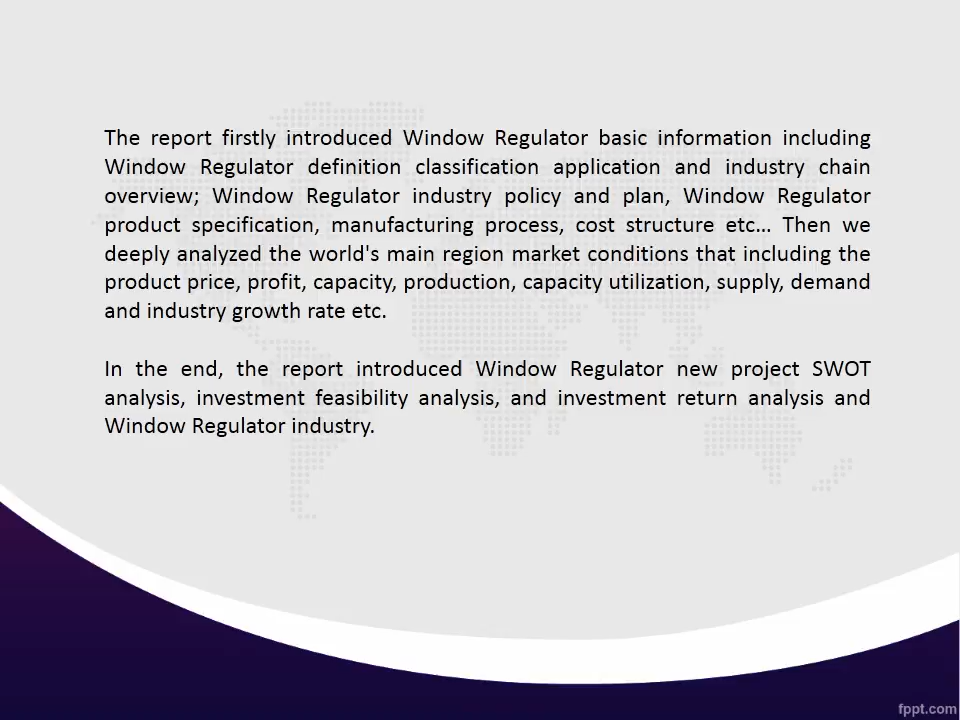 The report firstly introduced Window Regulator basic information including
Window Regulator definition classification application and industry chain
overview; Window Regulator industry policy and plan, Window Regulator
product specification, manufacturing process, cost structure etc… Then we
deeply analyzed the world's main region market conditions that including the
product price, profit, capacity, production, capacity utilization, supply, demand
and industry growth rate etc.
In the end, the report introduced Window Regulator new project SWOT
analysis, investment feasibility analysis, and investment return analysis and
Window Regulator industry.
fppt.com